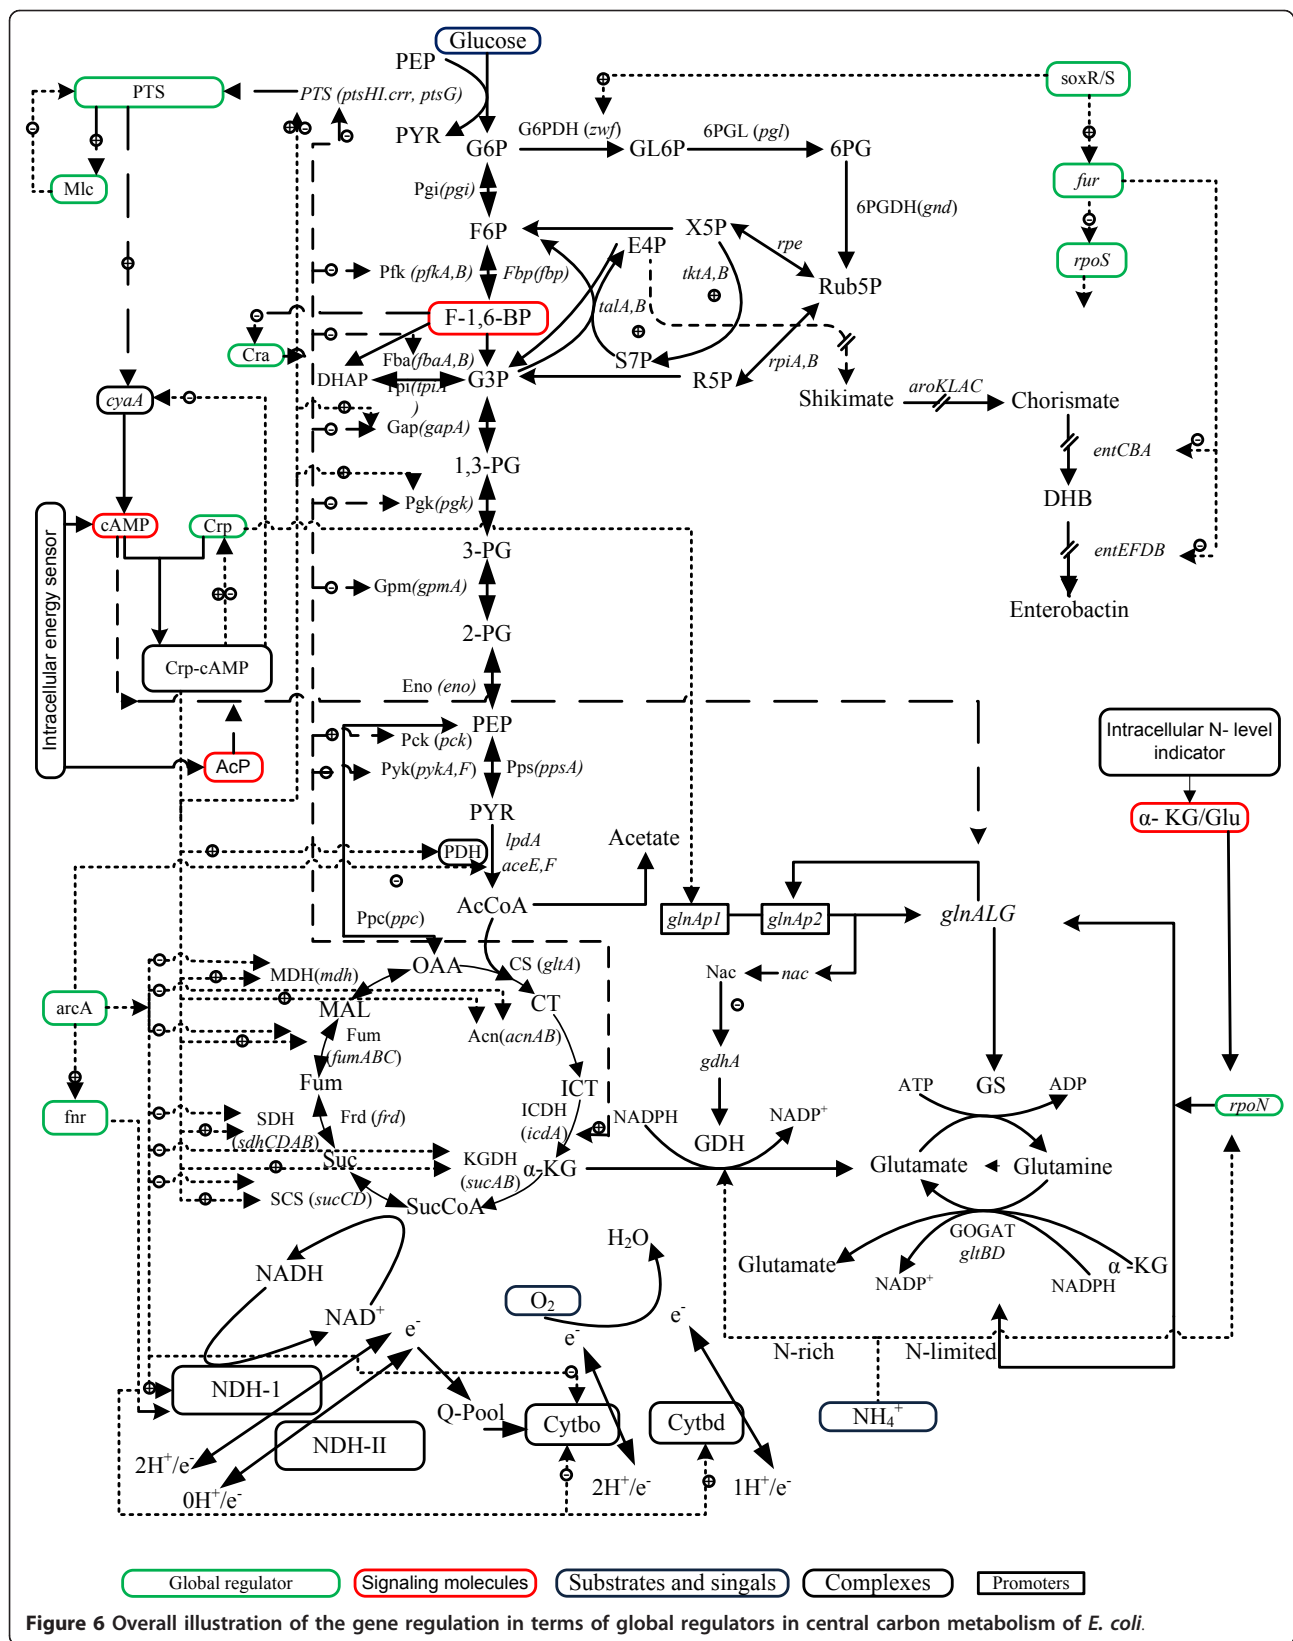 Glucose
PEP
soxR/S
PTS
PTS (ptsHI.crr, ptsG)
PYR
G6P
G6PDH (zwf)
GL6P
6PGL (pgl)
6PG
Mlc
fur
Pgi(pgi)
6PGDH(gnd)
F6P
E4P
X5P
rpe
rpoS
Pfk (pfkA,B)
Fbp(fbp)
tktA,B
Rub5P
talA,B
F-1,6-BP
Cra
Fba(fbaA,B)
S7P
rpiA,B
DHAP
Tpi(tpiA
)
G3P
R5P
Shikimate
aroKLAC
Chorismate
cyaA
Gap(gapA)
entCBA
1,3-PG
Pgk(pgk)
DHB
cAMP
Crp
3-PG
entEFDB
Gpm(gpmA)
Enterobactin
2-PG
Intracellular energy sensor
Crp-cAMP
Eno (eno)
PEP
Pck (pck)
Intracellular N- level
indicator
AcP
Pyk(pykA,F)
Pps(ppsA)
PYR
α- KG/Glu
Acetate
PDH
lpdA
aceE,F
AcCoA
Ppc(ppc)
glnAp1
glnAp2
glnALG
OAA
CS (gltA)
Nac
nac
MDH(mdh)
arcA
MAL
CT
Acn(acnAB)
Fum
(fumABC)
gdhA
Fum
ICT
ATP
GS
ADP
fnr
SDH
(sdhCDAB)
Frd (frd)
ICDH
(icdA)
NADPH
NADP+
rpoN
GDH
Suc
KGDH
(sucAB)
α-KG
Glutamate
Glutamine
SCS (sucCD)
SucCoA
GOGAT
gltBD
H2O
Glutamate
NADP+
NADPH
α -KG
NADH
O2
NAD+
e-
e-
e-
N-rich
N-limited
NDH-1
Q-Pool
Cytbo
Cytbd
NH4+
NDH-II
2H+/e-
0H+/e-
2H+/e-
1H+/e-
Global regulator
Signaling molecules
Substrates and singals
Complexes
Promoters
Figure 6 Overall illustration of the gene regulation in terms of global regulators in central carbon metabolism of E. coli.